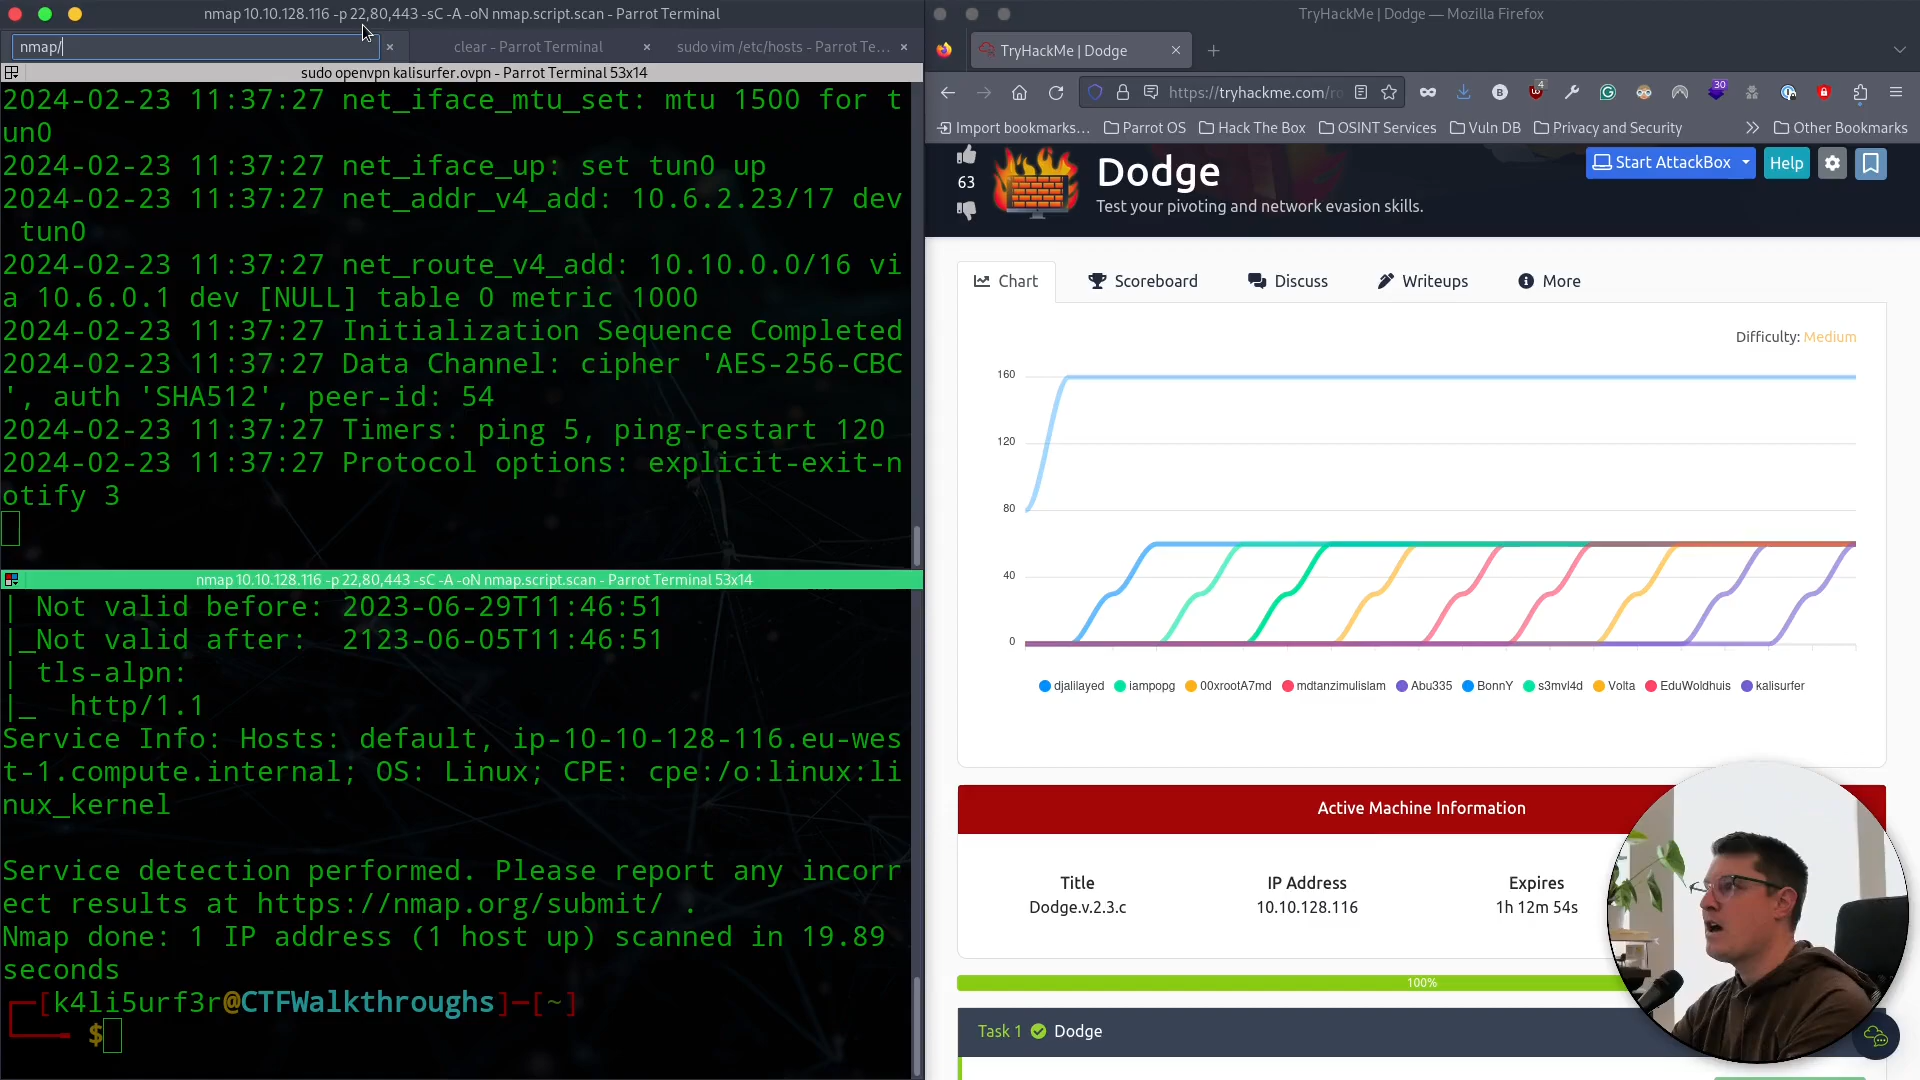 nmap 10.10.128.116 -p 22,80,443 -sC -A -oN nmap.script.scan - Parrot Terminal
nmap/
clear - Parrot Terminal
sudo vim /etc/hosts - Parrot Te...
sudo openvpn kalisurfer.ovpn - Parrot Terminal 53x14
2024-02-23 11:37:27 net_iface_mtu_set: mtu 1500 for t
un0
2024-02-23 11:37:27 net_iface_up: set tun0 up
2024-02-23 11:37:27 net_addr_v4_add: 10.6.2.23/17 dev
tun0
2024-02-23 11:37:27 net_route_v4_add: 10.10.0.0/16 vi
a 10.6.0.1 dev [NULL] table 0 metric 1000
2024-02-23 11:37:27 Initialization Sequence Completed
2024-02-23 11:37:27 Data Channel: cipher 'AES-256-CBC
', auth 'SHA512', peer-id: 54
2024-02-23 11:37:27 Timers: ping 5, ping-restart 120
2024-02-23 11:37:27 Protocol options: explicit-exit-n
otify 3
nmap 10.10.128.116 -p 22,80,443 -sC -A -oN nmap.script.scan - Parrot Terminal 53x14
| Not valid before: 2023-06-29T11:46:51
|_Not valid after:  2123-06-05T11:46:51
| tls-alpn:
|_  http/1.1
Service Info: Hosts: default, ip-10-10-128-116.eu-wes
t-1.compute.internal; OS: Linux; CPE: cpe:/o:linux:li
nux_kernel
Service detection performed. Please report any incorr
ect results at https://nmap.org/submit/ .
Nmap done: 1 IP address (1 host up) scanned in 19.89
seconds
[k4li5urf3r@CTFWalkthroughs]-[~]
$
TryHackMe | Dodge — Mozilla Firefox
TryHackMe | Dodge
https://tryhackme.com/ro
4
30
Import bookmarks...
Parrot OS
Hack The Box
OSINT Services
Vuln DB
Privacy and Security
Other Bookmarks
63
Dodge
Test your pivoting and network evasion skills.
Start AttackBox
Help
Chart
Scoreboard
Discuss
Writeups
More
Difficulty: Medium
160
120
80
40
0
djalilayed
iampopg
00xrootA7md
mdtanzimulislam
Abu335
BonnY
s3mvl4d
Volta
EduWoldhuis
kalisurfer
Active Machine Information
Title
IP Address
Expires
Dodge.v.2.3.c
10.10.128.116
1h 12m 54s
100%
Task 1
Dodge